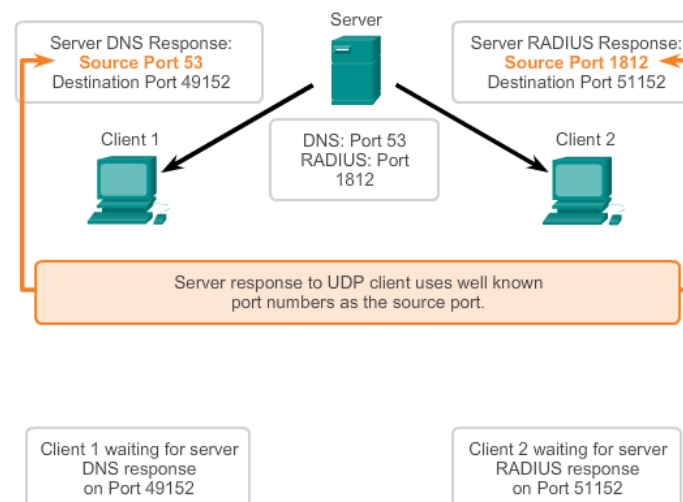 Server
Server DNS Response:
Source Port 53
Destination Port 49152
Server RADIUS Response:
Source Port 1812
Destination Port 51152
Client 1
DNS: Port 53
RADIUS: Port
1812
Client 2
Server response to UDP client uses well known
port numbers as the source port.
Client 1 waiting for server
DNS response
on Port 49152
Client 2 waiting for server
RADIUS response
on Port 51152